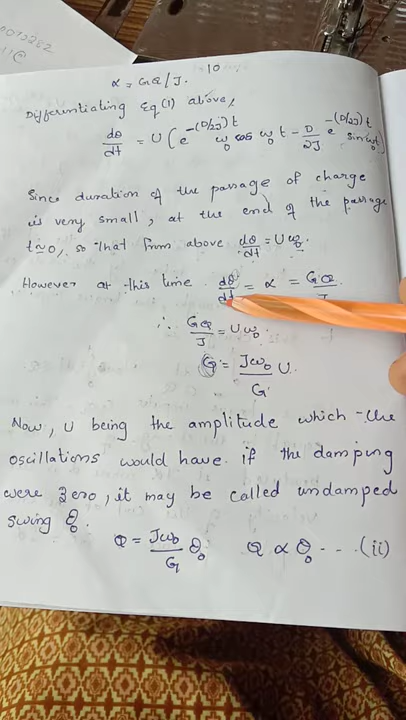 10
α = GQ/J.
Differentiating Eq(1) above,
dθ/dt = U(e^-(D/2J)t ω₀ cos ω₀t - D/2J e^-(D/2J)t sin ω₀t)
Since duration of the passage of charge
is very small, at the end of the passage
t≈0, so that from above dθ/dt = Uω₀.
However at this time dθ/dt = α = GQ/J.
∴ GQ/J = Uω₀.
Q = Jω₀/G U.
Now, U being the amplitude which the
oscillations would have if the damping
were zero, it may be called undamped
swing θ₀.
Q = Jω₀/G θ₀ Q ∝ θ₀ --- (ii)